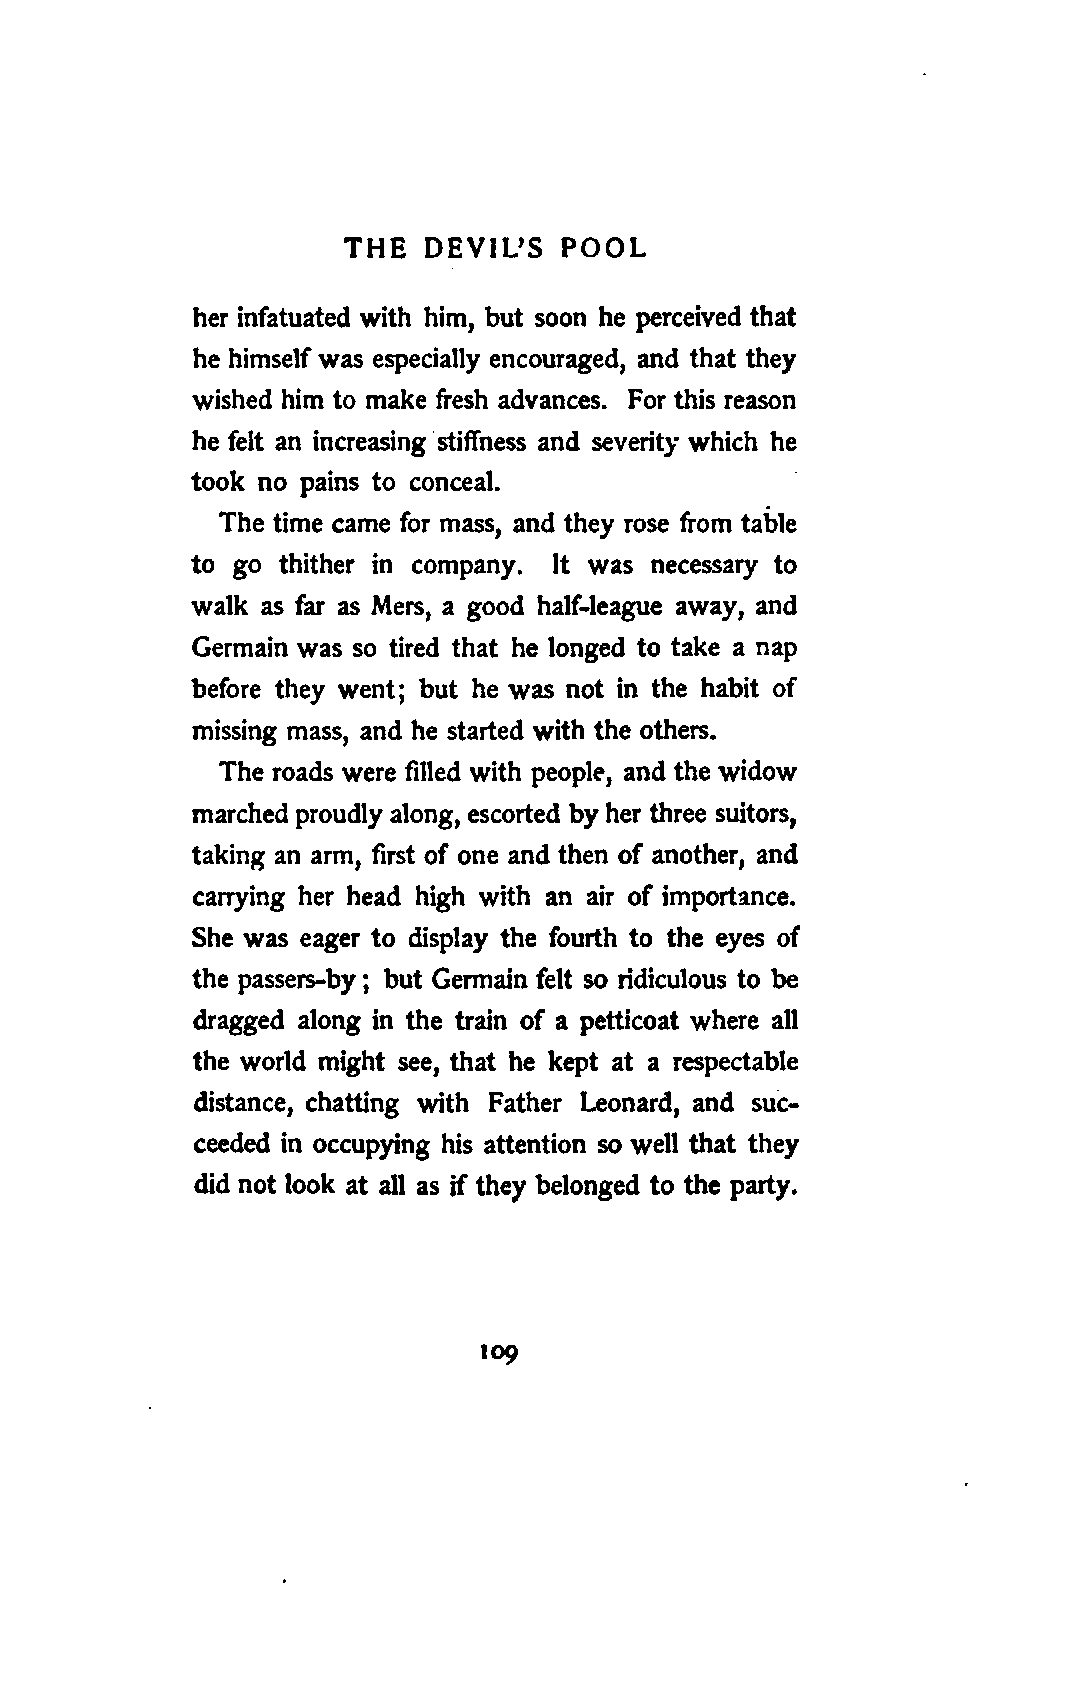 THE DEVIL'S POOL
her infatuated with him, but soon he perceived that
he himself was especially encouraged, and that they
wished him to make fresh advances. For this reason
he felt an increasing stiffness and severity which he
took no pains to conceal.
The time came for mass, and they rose from table
to go thither in company. It was necessary to
walk as far as Mers, a good half-league away, and
Germain was so tired that he longed to take a nap
before they went; but he was not in the habit of
missing mass, and he started with the others.
The roads were filled with people, and the widow
marched proudly along, escorted by her three suitors,
taking an arm, first of one and then of another, and
carrying her head high with an air of importance.
She was eager to display the fourth to the eyes of
the passers-by; but Germain felt so ridiculous to be
dragged along in the train of a petticoat where all
the world might see, that he kept at a respectable
distance, chatting with Father Leonard, and suc-
ceeded in occupying his attention so well that they
did not look at all as if they belonged to the party.
109